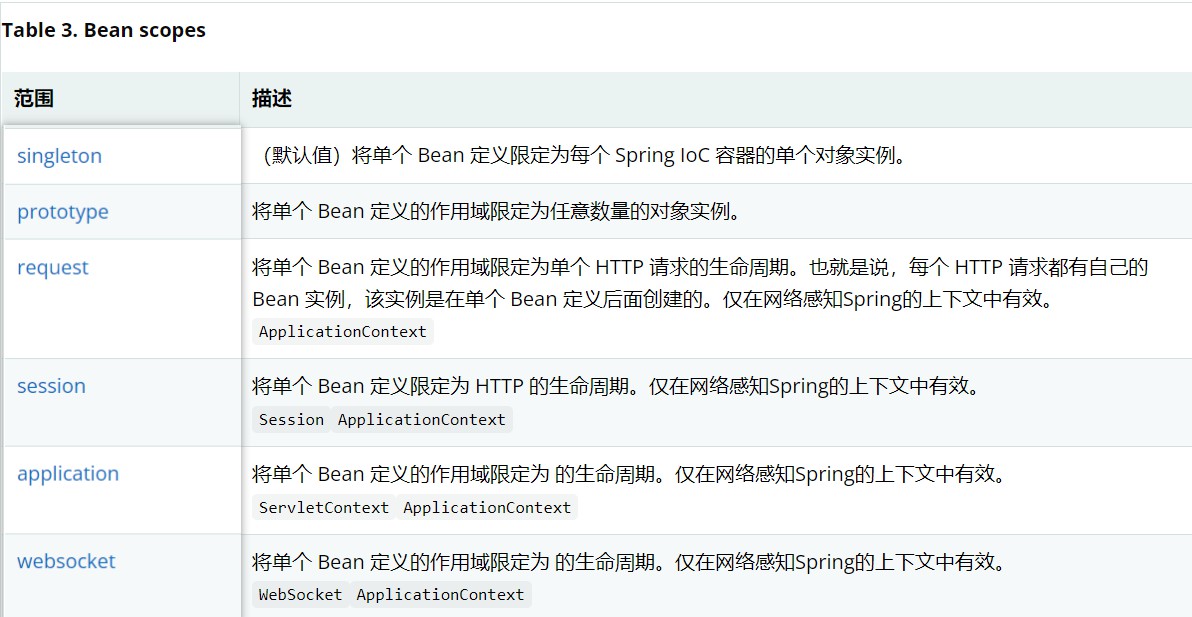 Table 3. Bean scopes
范围 描述
singleton （默认值）将单个 Bean 定义限定为每个 Spring IoC 容器的单个对象实例。
prototype 将单个 Bean 定义的作用域限定为任意数量的对象实例。
request 将单个 Bean 定义的作用域限定为单个 HTTP 请求的生命周期。也就是说，每个 HTTP 请求都有自己的
Bean 实例，该实例是在单个 Bean 定义后面创建的。仅在网络感知Spring的上下文中有效。
ApplicationContext
session 将单个 Bean 定义限定为 HTTP 的生命周期。仅在网络感知Spring的上下文中有效。
Session ApplicationContext
application 将单个 Bean 定义的作用域限定为 的生命周期。仅在网络感知Spring的上下文中有效。
ServletContext ApplicationContext
websocket 将单个 Bean 定义的作用域限定为 的生命周期。仅在网络感知Spring的上下文中有效。
WebSocket ApplicationContext